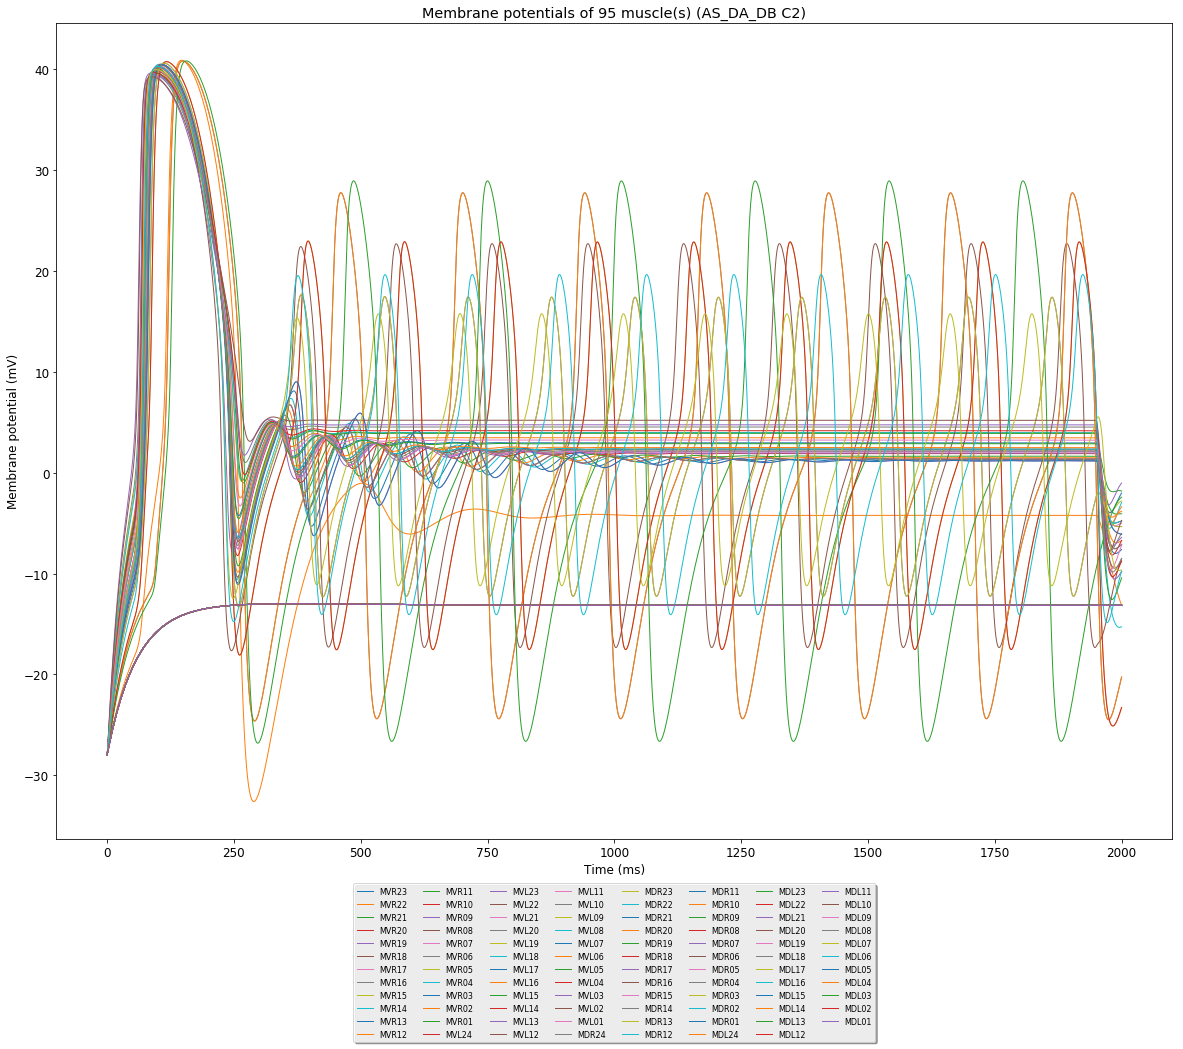 Membrane potentials of 95 muscle(s) (AS_DA_DB C2)
Membrane potential (mV)
40
30
20
10
0
−10
−20
−30
0 250 500 750 1000 1250 1500 1750 2000
Time (ms)
MVR23 MVR11 MVL23 MVL11 MDR23 MDR11 MDL23 MDL11
MVR22 MVR10 MVL22 MVL10 MDR22 MDR10 MDL22 MDL10
MVR21 MVR09 MVL21 MVL09 MDR21 MDR09 MDL21 MDL09
MVR20 MVR08 MVL20 MVL08 MDR20 MDR08 MDL20 MDL08
MVR19 MVR07 MVL19 MVL07 MDR19 MDR07 MDL19 MDL07
MVR18 MVR06 MVL18 MVL06 MDR18 MDR06 MDL18 MDL06
MVR17 MVR05 MVL17 MVL05 MDR17 MDR05 MDL17 MDL05
MVR16 MVR04 MVL16 MVL04 MDR16 MDR04 MDL16 MDL04
MVR15 MVR03 MVL15 MVL03 MDR15 MDR03 MDL15 MDL03
MVR14 MVR02 MVL14 MVL02 MDR13 MDR02 MDL14 MDL02
MVR13 MVR01 MVL13 MVL01 MDR12 MDR01 MDL13 MDL01
MVR12 MVL24 MVL12 MDR24 MDL24 MDL12